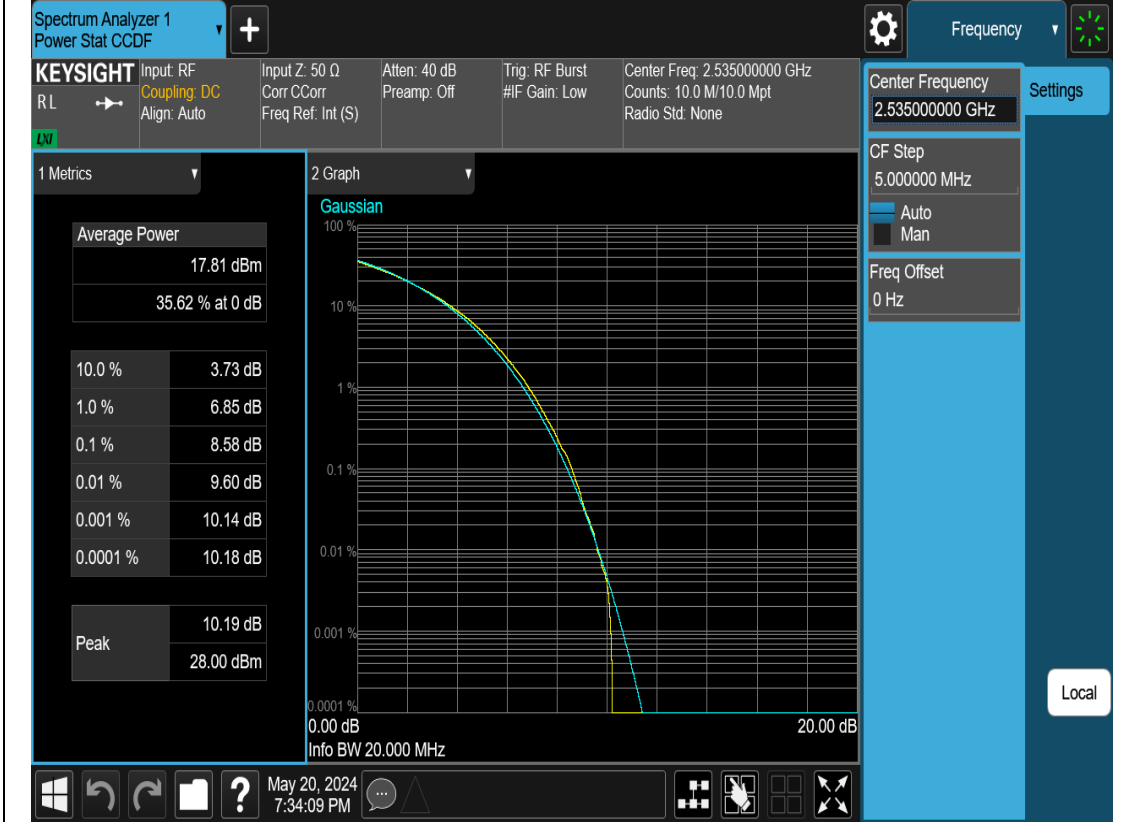 Spectrum Analyzer 1
Power Stat CCDF
Frequency
KEYSIGHT
RL
LXI
Input: RF
Coupling: DC
Align: Auto
Input Z: 50 Ω
Corr CCorr
Freq Ref: Int (S)
Atten: 40 dB
Preamp: Off
Trig: RF Burst
#IF Gain: Low
Center Freq: 2.535000000 GHz
Counts: 10.0 M/10.0 Mpt
Radio Std: None
Center Frequency
2.535000000 GHz
Settings
CF Step
5.000000 MHz
Auto
Man
Freq Offset
0 Hz
Local
1 Metrics
Average Power
17.81 dBm
35.62 % at 0 dB
10.0 % 3.73 dB
1.0 % 6.85 dB
0.1 % 8.58 dB
0.01 % 9.60 dB
0.001 % 10.14 dB
0.0001 % 10.18 dB
Peak
10.19 dB
28.00 dBm
2 Graph
Gaussian
100 %
10 %
1 %
0.1 %
0.01 %
0.001 %
0.0001 %
0.00 dB 20.00 dB
Info BW 20.000 MHz
?
May 20, 2024
7:34:09 PM